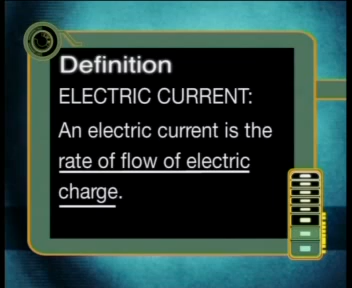 Definition
ELECTRIC CURRENT:
An electric current is the
rate of flow of electric
charge.